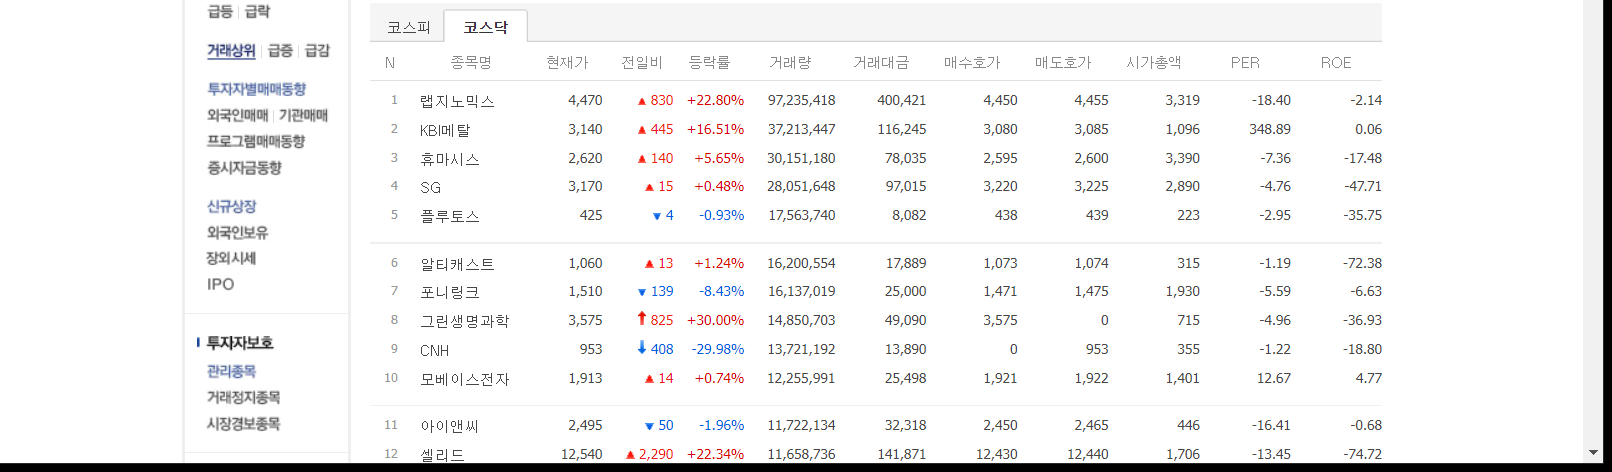 급등 | 급락
거래상위 | 급증 | 급감
투자자별매매동향
외국인매매 | 기관매매
프로그램매매동향
증시자금동향
신규상장
외국인보유
장외시세
IPO
투자자보호
관리종목
거래정지종목
시장경보종목
코스피 코스닥
N 종목명 현재가 전일비 등락률 거래량 거래대금 매수호가 매도호가 시가총액 PER ROE
1 랩지노믹스 4,470 ▲ 830 +22.80% 97,235,418 400,421 4,450 4,455 3,319 -18.40 -2.14
2 KBI메탈 3,140 ▲ 445 +16.51% 37,213,447 116,245 3,080 3,085 1,096 348.89 0.06
3 휴마시스 2,620 ▲ 140 +5.65% 30,151,180 78,035 2,595 2,600 3,390 -7.36 -17.48
4 SG 3,170 ▲ 15 +0.48% 28,051,648 97,015 3,220 3,225 2,890 -4.76 -47.71
5 플루토스 425 ▼ 4 -0.93% 17,563,740 8,082 438 439 223 -2.95 -35.75
6 알티캐스트 1,060 ▲ 13 +1.24% 16,200,554 17,889 1,073 1,074 315 -1.19 -72.38
7 포니링크 1,510 ▼ 139 -8.43% 16,137,019 25,000 1,471 1,475 1,930 -5.59 -6.63
8 그린생명과학 3,575 ↑ 825 +30.00% 14,850,703 49,090 3,575 0 715 -4.96 -36.93
9 CNH 953 ↓ 408 -29.98% 13,721,192 13,890 0 953 355 -1.22 -18.80
10 모베이스전자 1,913 ▲ 14 +0.74% 12,255,991 25,498 1,921 1,922 1,401 12.67 4.77
11 아이앤씨 2,495 ▼ 50 -1.96% 11,722,134 32,318 2,450 2,465 446 -16.41 -0.68
12 셀리드 12,540 ▲ 2,290 +22.34% 11,658,736 141,871 12,430 12,440 1,706 -13.45 -74.72